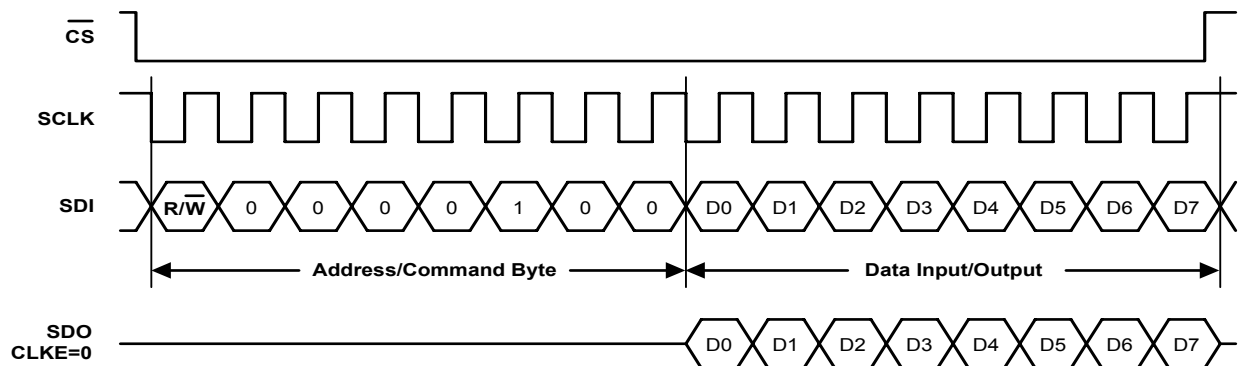 C̅S̅
SCLK
SDI R/W̅ 0 0 0 0 1 0 0 D0 D1 D2 D3 D4 D5 D6 D7
Address/Command Byte Data Input/Output
SDO
CLKE=0 D0 D1 D2 D3 D4 D5 D6 D7